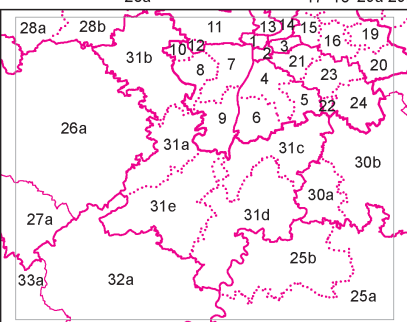 28a 28b 11 13 14 15 16 19
31b 10 12 2 3 21 20
8 7 4 23
26a 9 6 5 22 24
31a 31c 30b
30a
31e 31d
27a
25b
33a 32a 25a